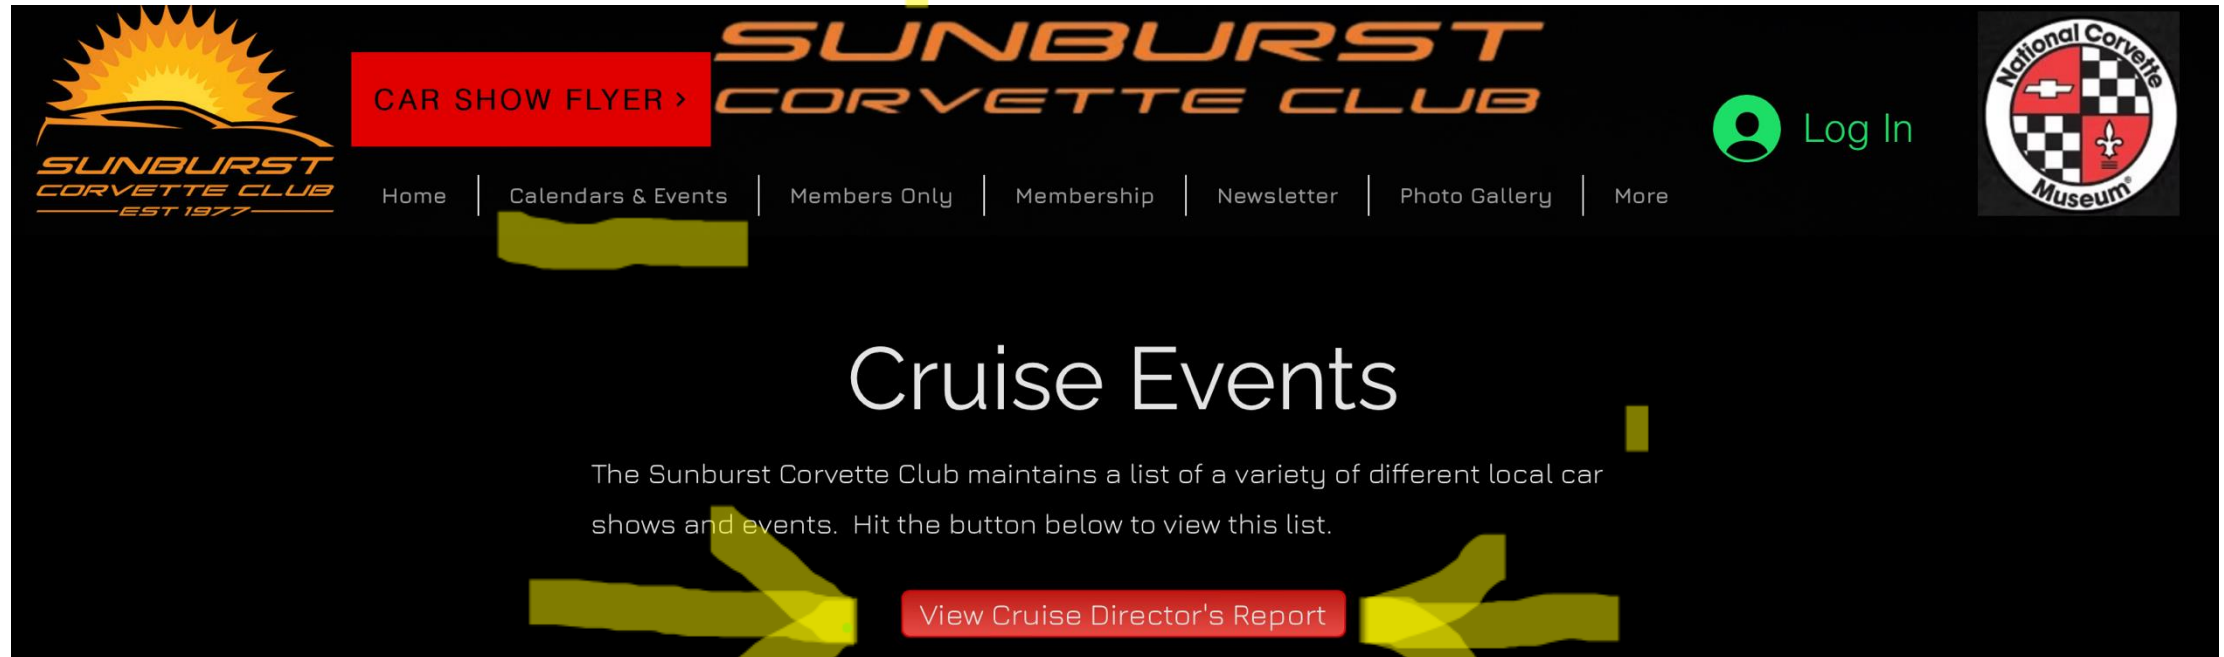 SUNBURST
CORVETTE CLUB
EST 1977
CAR SHOW FLYER >
SUNBURST
CORVETTE CLUB
Log In
National Corvette
Museum®
Home
Calendars & Events
Members Only
Membership
Newsletter
Photo Gallery
More
Cruise Events
The Sunburst Corvette Club maintains a list of a variety of different local car
shows and events.  Hit the button below to view this list.
View Cruise Director's Report